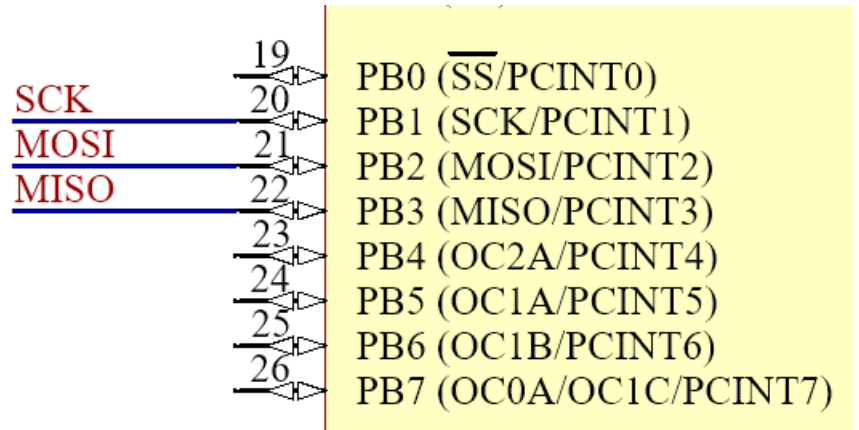 19 PB0 (SS/PCINT0)
SCK 20 PB1 (SCK/PCINT1)
MOSI 21 PB2 (MOSI/PCINT2)
MISO 22 PB3 (MISO/PCINT3)
23 PB4 (OC2A/PCINT4)
24 PB5 (OC1A/PCINT5)
25 PB6 (OC1B/PCINT6)
26 PB7 (OC0A/OC1C/PCINT7)